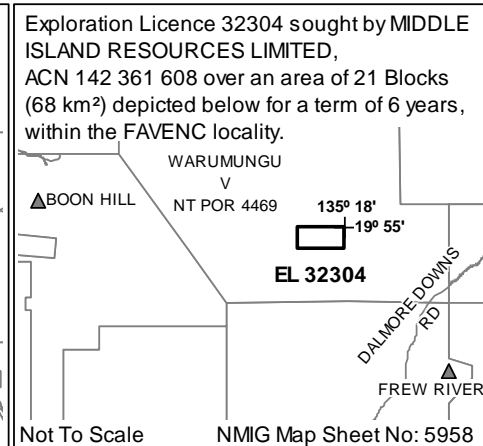 Exploration Licence 32304 sought by MIDDLE
ISLAND RESOURCES LIMITED,
ACN 142 361 608 over an area of 21 Blocks
(68 km²) depicted below for a term of 6 years,
within the FAVENC locality.
WARUMUNGU
V
NT POR 4469
BOON HILL
135° 18'
19° 55'
EL 32304
DALMORE DOWNS
RD
FREW RIVER
Not To Scale
NMIG Map Sheet No: 5958